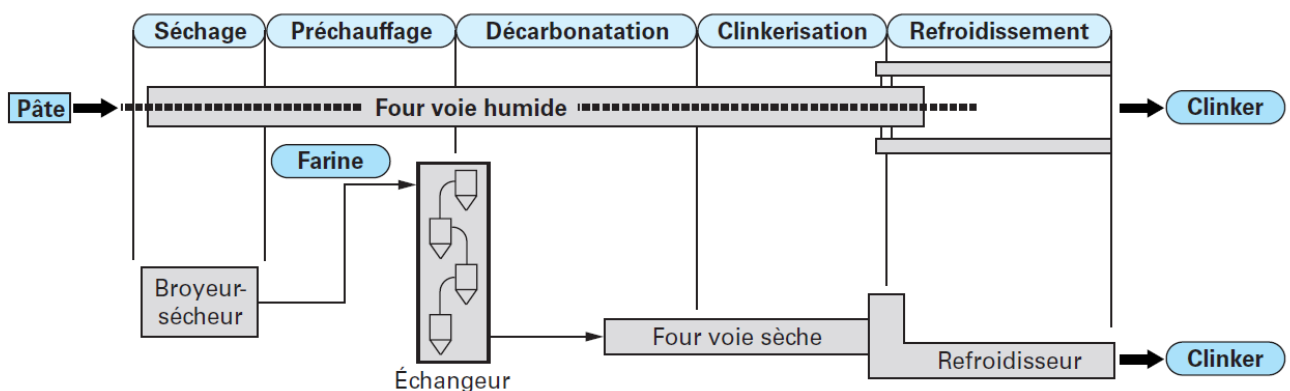 Séchage
Préchauffage
Décarbonatation
Clinkerisation
Refroidissement
Pâte
Four voie humide
Clinker
Farine
Broyeur-
sécheur
Four voie sèche
Refroidisseur
Clinker
Échangeur